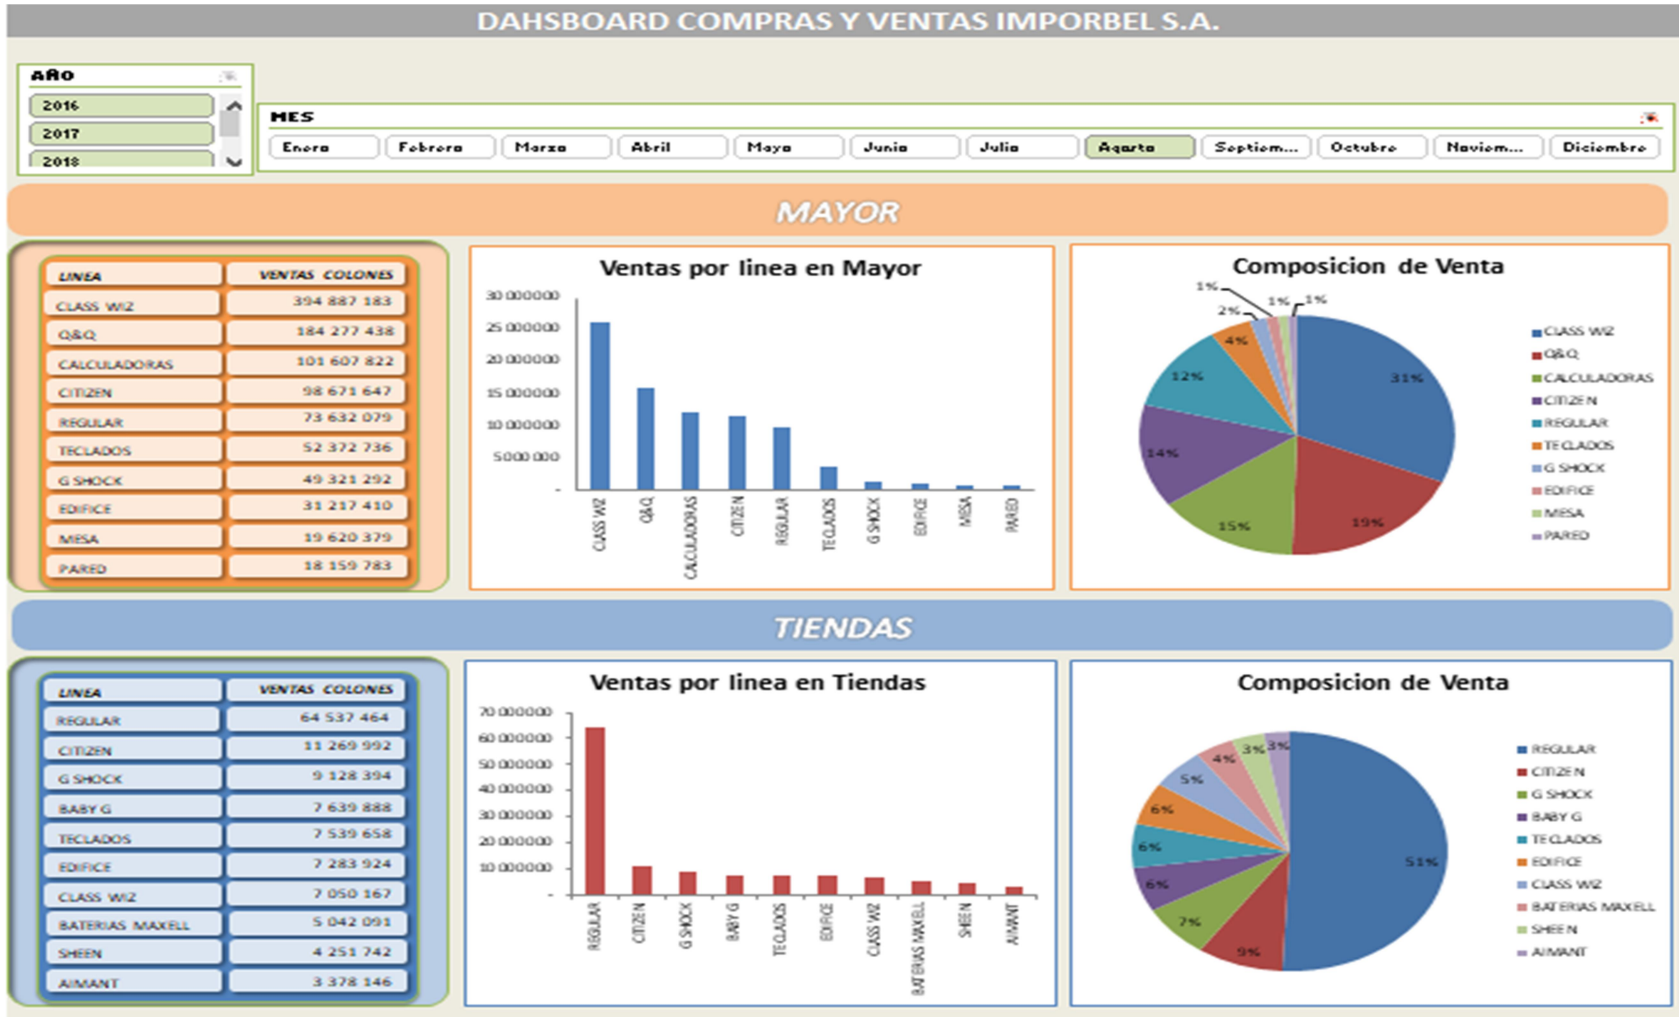 DAHSBOARD COMPRAS Y VENTAS IMPORBEL S.A.
AÑO
2016
2017
2018
MES
Enero Febrero Marzo Abril Mayo Junio Julio Agosto Septiem... Octubre Noviem... Diciembre
MAYOR
LINEA VENTAS COLONES
CLASS WIZ 394 887 183
Q&Q 184 277 438
CALCULADORAS 101 607 822
CITIZEN 98 671 647
REGULAR 73 632 079
TECLADOS 52 372 736
G SHOCK 49 321 292
EDIFICE 31 217 410
MESA 19 620 379
PARED 18 159 783
Ventas por linea en Mayor
30 000000
25 000000
20 000000
15 000000
10 000000
5 000 000
-
CLASS WIZ
Q&Q
CALCULADORAS
CITIZEN
REGULAR
TECLADOS
G SHOCK
EDIFICE
MESA
PARED
Composicion de Venta
1%
2%
1%
1%
4%
12%
14%
15%
19%
31%
CLASS WIZ
Q&Q
CALCULADORAS
CITIZEN
REGULAR
TECLADOS
G SHOCK
EDIFICE
MESA
PARED
TIENDAS
LINEA VENTAS COLONES
REGULAR 64 537 464
CITIZEN 11 269 992
G SHOCK 9 128 394
BABY G 7 639 888
TECLADOS 7 539 658
EDIFICE 7 283 924
CLASS WIZ 7 050 167
BATERIAS MAXELL 5 042 091
SHEEN 4 251 742
AIMANT 3 378 146
Ventas por linea en Tiendas
70 000000
60 000000
50 000000
40 000000
30 000000
20 000000
10 000000
-
REGULAR
CITIZEN
G SHOCK
BABY G
TECLADOS
EDIFICE
CLASS WIZ
BATERIAS MAXELL
SHEEN
AIMANT
Composicion de Venta
3%
3%
4%
5%
6%
6%
6%
7%
9%
51%
REGULAR
CITIZEN
G SHOCK
BABY G
TECLADOS
EDIFICE
CLASS WIZ
BATERIAS MAXELL
SHEEN
AIMANT